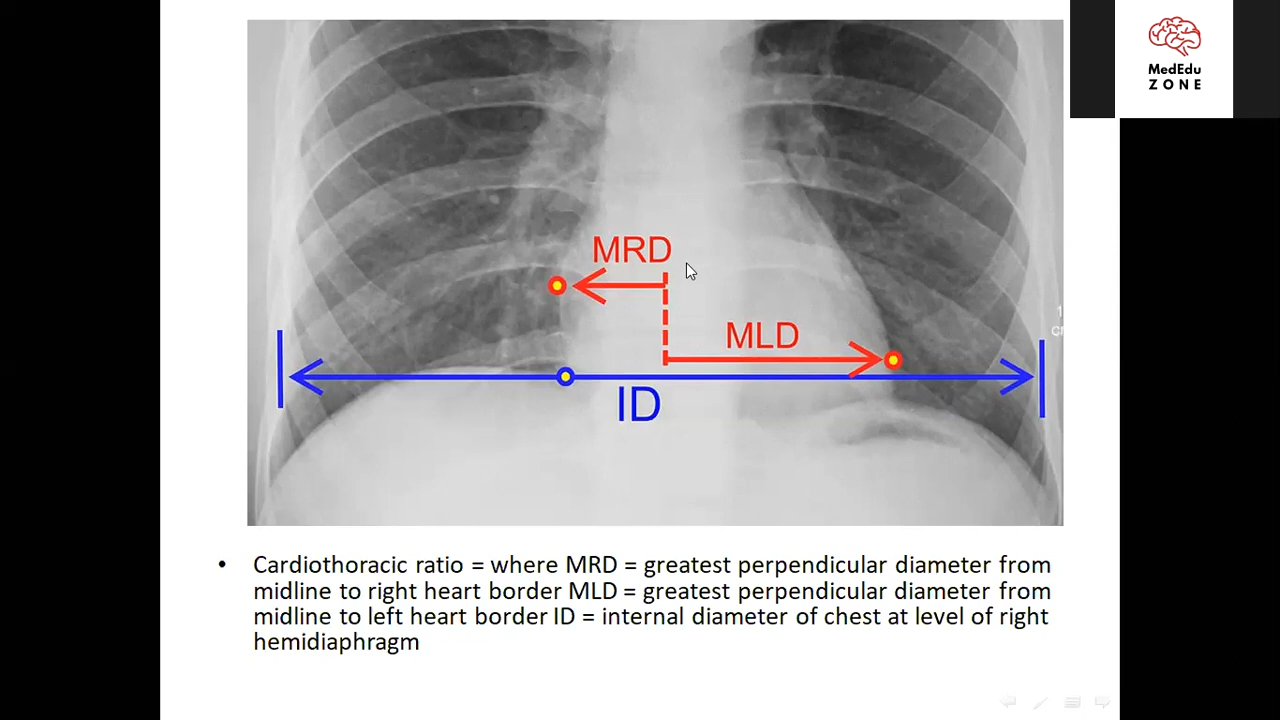 MedEdu
ZONE
MRD
MLD
ID
• Cardiothoracic ratio = where MRD = greatest perpendicular diameter from
midline to right heart border MLD = greatest perpendicular diameter from
midline to left heart border ID = internal diameter of chest at level of right
hemidiaphragm